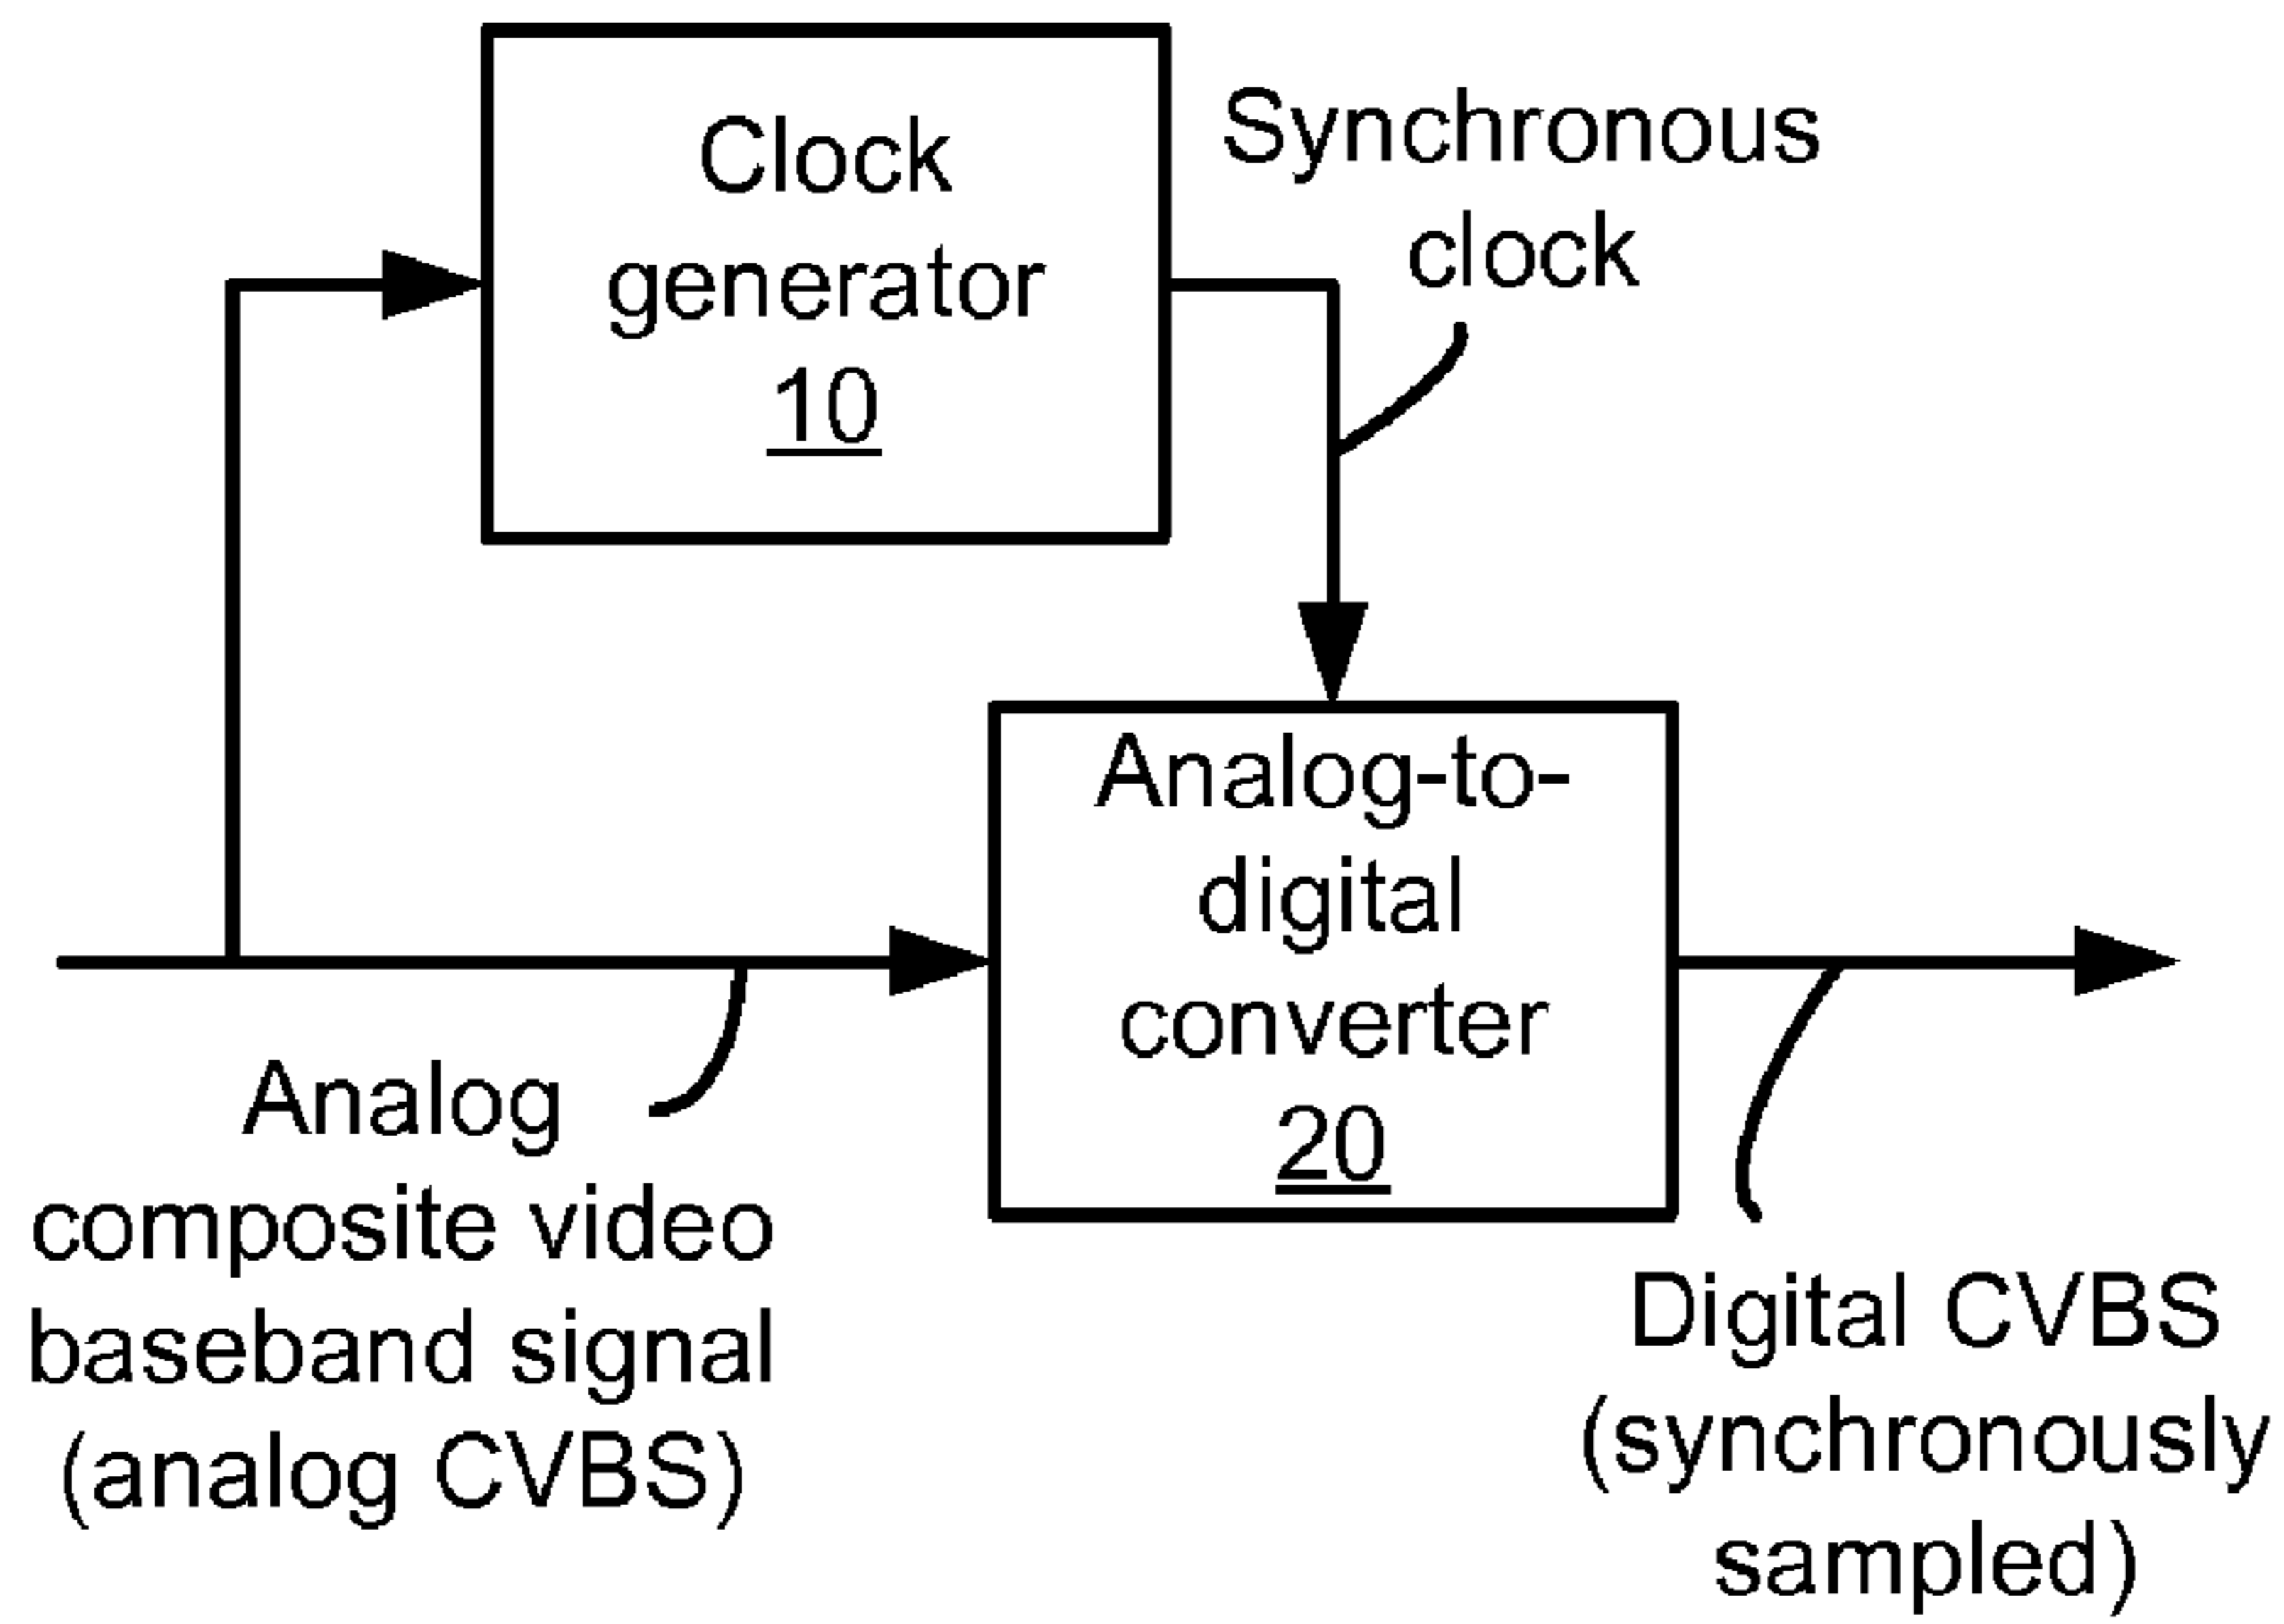 Clock
generator
10
Synchronous
clock
Analog-to-
digital
converter
20
Analog
composite video
baseband signal
(analog CVBS)
Digital CVBS
(synchronously
sampled)